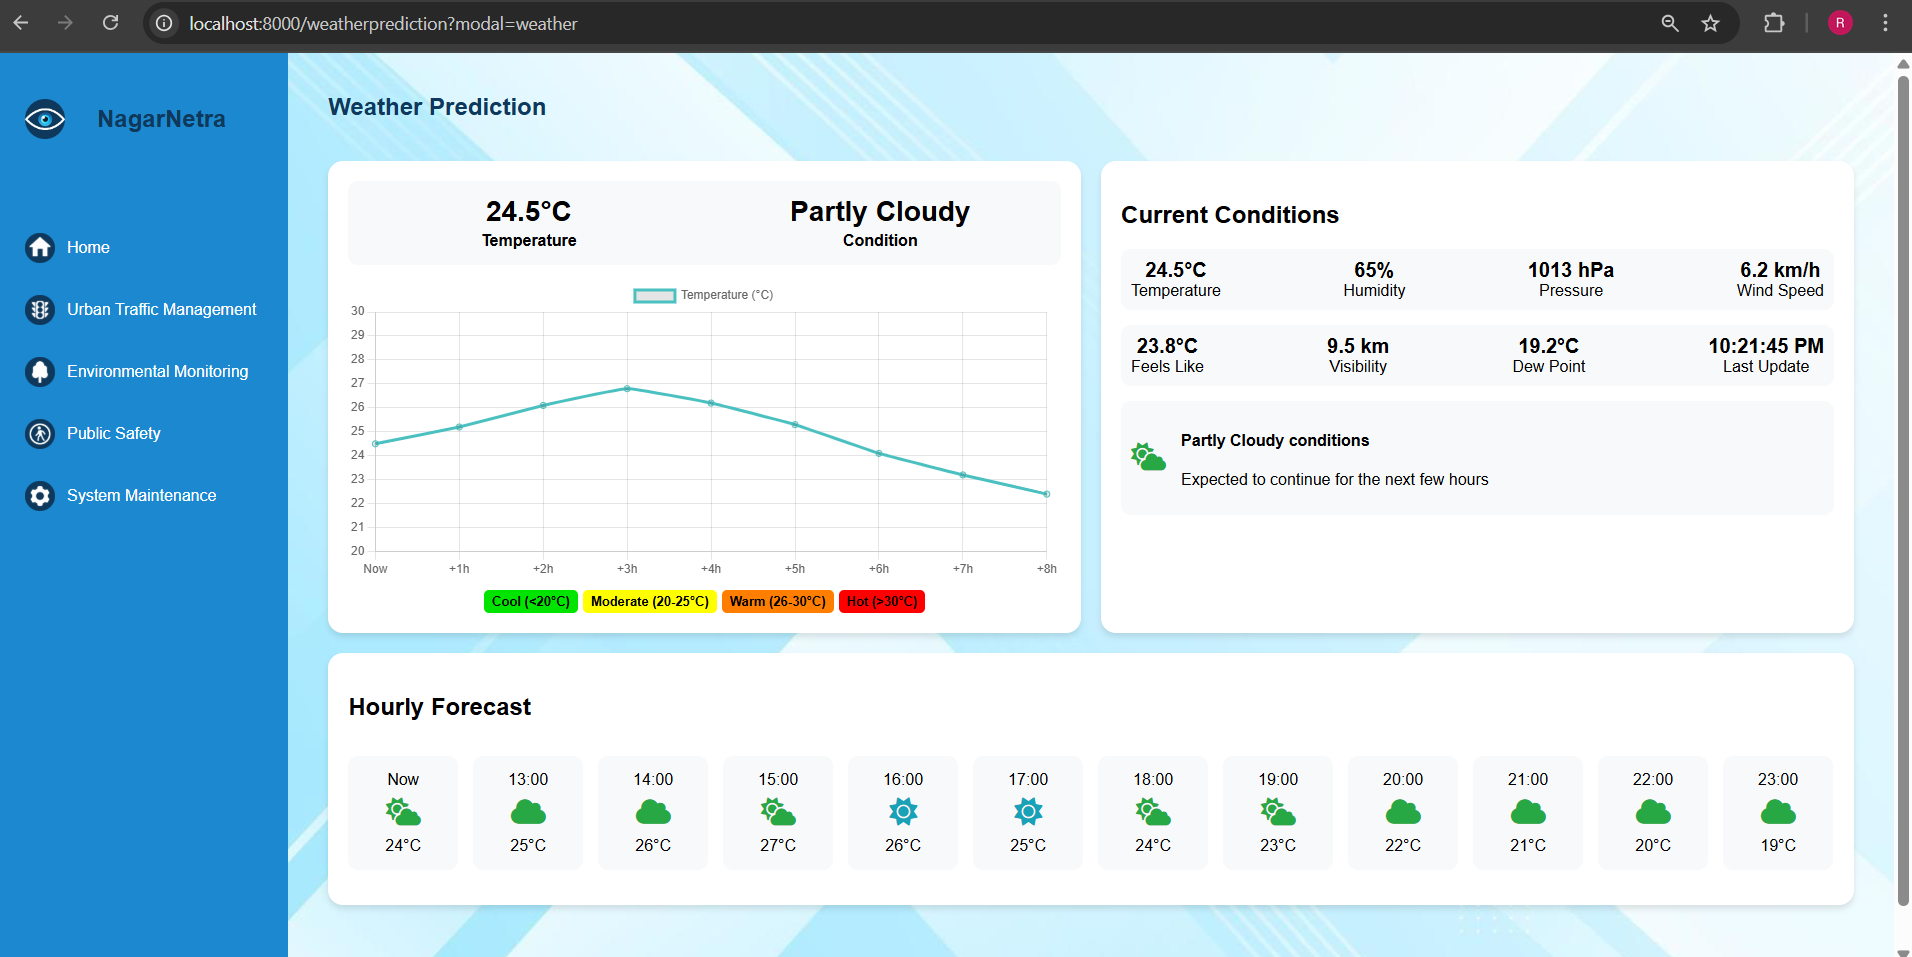 localhost:8000/weatherprediction?modal=weather
R
NagarNetra
Home
Urban Traffic Management
Environmental Monitoring
Public Safety
System Maintenance
Weather Prediction
24.5°C
Temperature
Partly Cloudy
Condition
Temperature (°C)
30
29
28
27
26
25
24
23
22
21
20
Now +1h +2h +3h +4h +5h +6h +7h +8h
Cool (<20°C) Moderate (20-25°C) Warm (26-30°C) Hot (>30°C)
Current Conditions
24.5°C 65% 1013 hPa 6.2 km/h
Temperature Humidity Pressure Wind Speed
23.8°C 9.5 km 19.2°C 10:21:45 PM
Feels Like Visibility Dew Point Last Update
Partly Cloudy conditions
Expected to continue for the next few hours
Hourly Forecast
Now 13:00 14:00 15:00 16:00 17:00 18:00 19:00 20:00 21:00 22:00 23:00
24°C 25°C 26°C 27°C 26°C 25°C 24°C 23°C 22°C 21°C 20°C 19°C